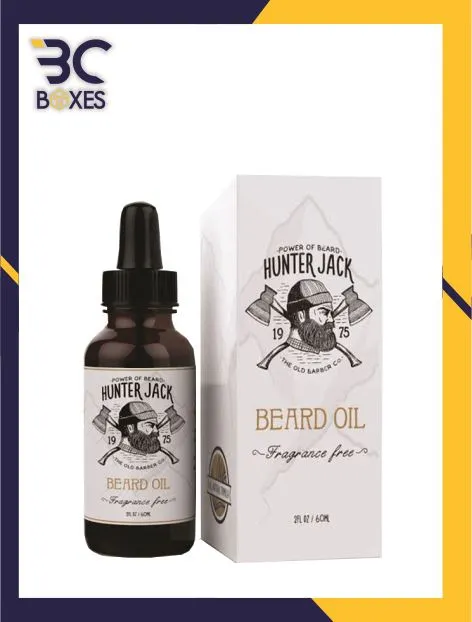 BC
BOXES
POWER OF BEARD
HUNTER JACK
19 75
THE OLD BARBER CO.
BEARD OIL
Fragrance free
2FL OZ / 60ML
POWER OF BEARD
HUNTER JACK
19 75
THE OLD BARBER CO.
BEARD OIL
Fragrance free
2FL OZ / 60ML